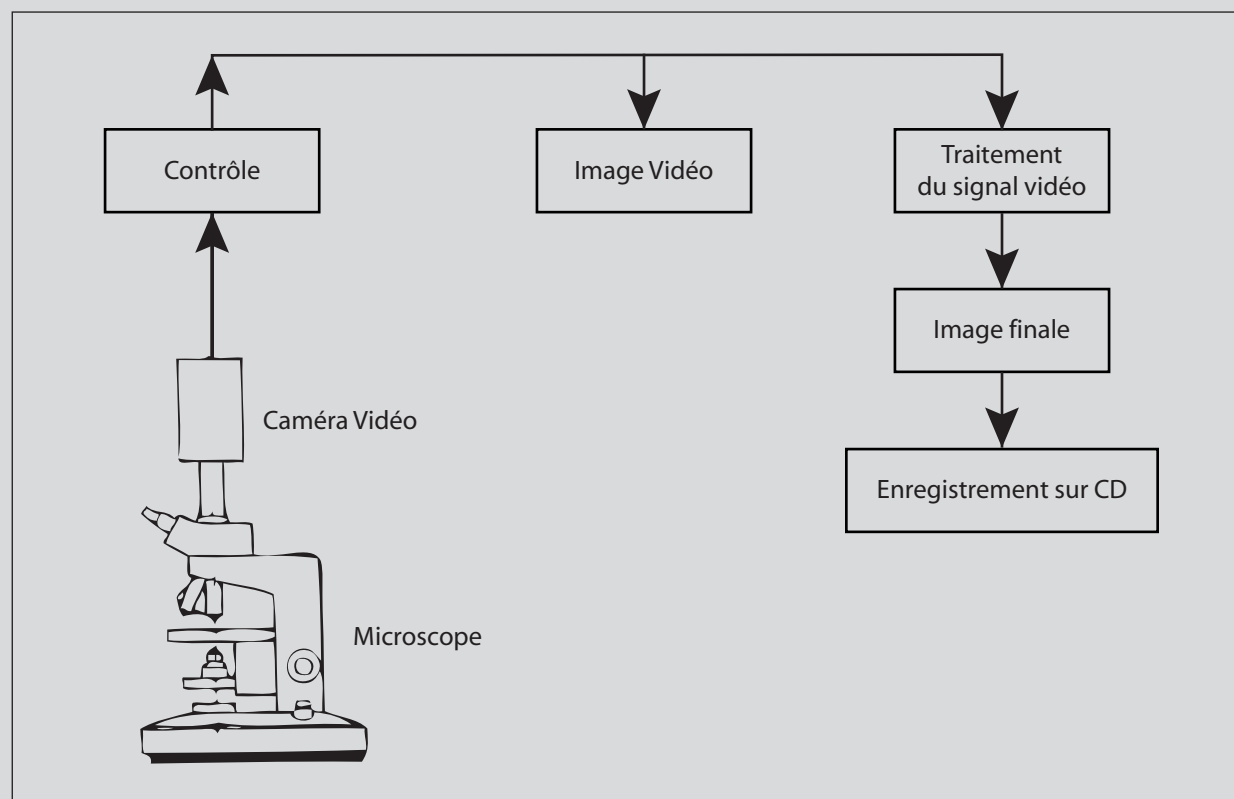 Contrôle
Image Vidéo
Traitement
du signal vidéo
Image finale
Caméra Vidéo
Enregistrement sur CD
Microscope